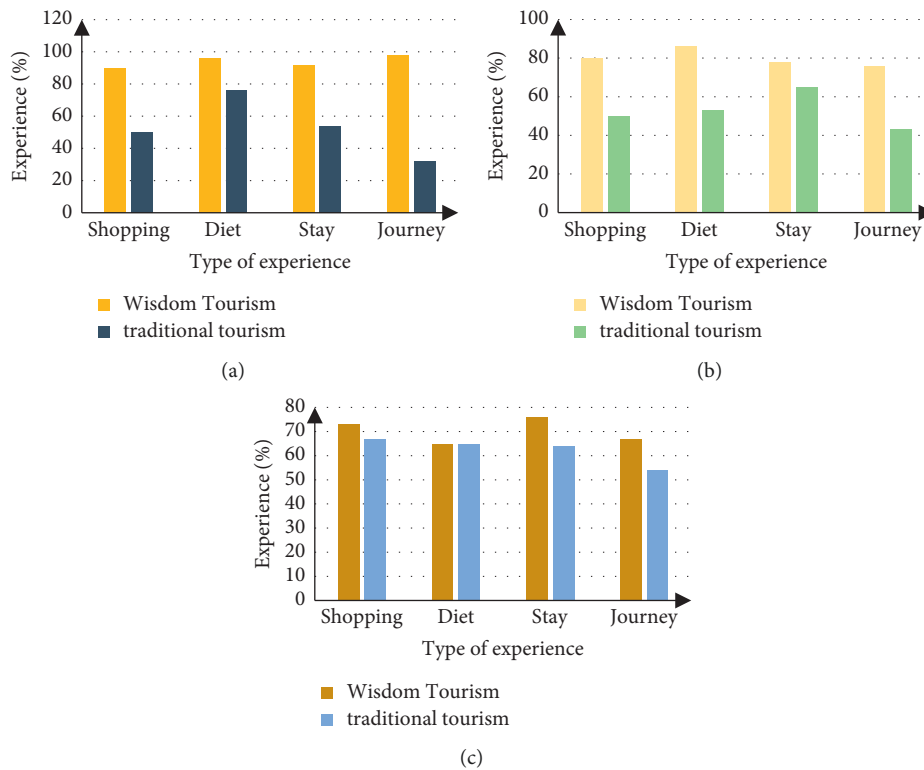 120
100
80
60
40
20
0
Experience (%)
Shopping Diet Stay Journey
Type of experience
Wisdom Tourism
traditional tourism
(a)
100
80
60
40
20
0
Experience (%)
Shopping Diet Stay Journey
Type of experience
Wisdom Tourism
traditional tourism
(b)
80
70
60
50
40
30
20
10
0
Experience (%)
Shopping Diet Stay Journey
Type of experience
Wisdom Tourism
traditional tourism
(c)